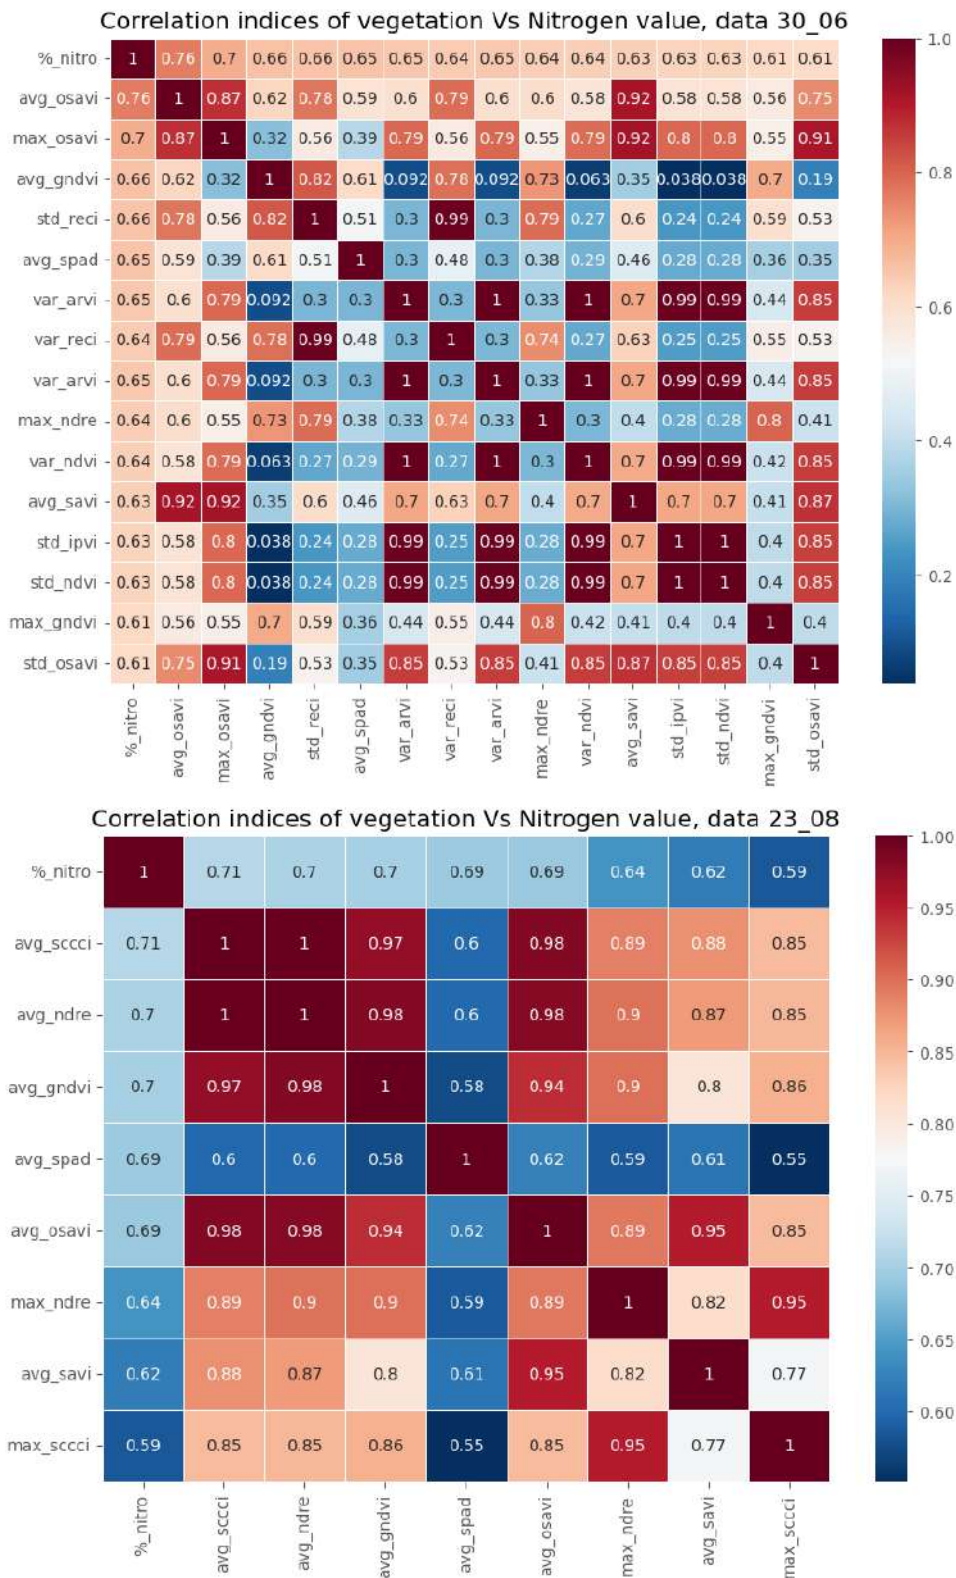 Correlation indices of vegetation Vs Nitrogen value, data 30_06
%_nitro 1 0.76 0.7 0.66 0.66 0.65 0.65 0.64 0.65 0.64 0.64 0.63 0.63 0.63 0.61 0.61
avg_osavi 0.76 1 0.87 0.62 0.78 0.59 0.6 0.79 0.6 0.6 0.58 0.92 0.58 0.58 0.56 0.75
max_osavi 0.7 0.87 1 0.32 0.56 0.39 0.79 0.56 0.79 0.55 0.79 0.92 0.8 0.8 0.55 0.91
avg_gndvi 0.66 0.62 0.32 1 0.82 0.61 0.092 0.78 0.092 0.73 0.063 0.35 0.038 0.038 0.7 0.19
std_reci 0.66 0.78 0.56 0.82 1 0.51 0.3 0.99 0.3 0.79 0.27 0.6 0.24 0.24 0.59 0.53
avg_spad 0.65 0.59 0.39 0.61 0.51 1 0.3 0.48 0.3 0.38 0.29 0.46 0.28 0.28 0.36 0.35
var_arvi 0.65 0.6 0.79 0.092 0.3 0.3 1 0.3 1 0.33 1 0.7 0.99 0.99 0.44 0.85
var_reci 0.64 0.79 0.56 0.78 0.99 0.48 0.3 1 0.3 0.74 0.27 0.63 0.25 0.25 0.55 0.53
var_arvi 0.65 0.6 0.79 0.092 0.3 0.3 1 0.3 1 0.33 1 0.7 0.99 0.99 0.44 0.85
max_ndre 0.64 0.6 0.55 0.73 0.79 0.38 0.33 0.74 0.33 1 0.3 0.4 0.28 0.28 0.8 0.41
var_ndvi 0.64 0.58 0.79 0.063 0.27 0.29 1 0.27 1 0.3 1 0.7 0.99 0.99 0.42 0.85
avg_savi 0.63 0.92 0.92 0.35 0.6 0.46 0.7 0.63 0.7 0.4 0.7 1 0.7 0.7 0.41 0.87
std_ipvi 0.63 0.58 0.8 0.038 0.24 0.28 0.99 0.25 0.99 0.28 0.99 0.7 1 1 0.4 0.85
std_ndvi 0.63 0.58 0.8 0.038 0.24 0.28 0.99 0.25 0.99 0.28 0.99 0.7 1 1 0.4 0.85
max_gndvi 0.61 0.56 0.55 0.7 0.59 0.36 0.44 0.55 0.44 0.8 0.42 0.41 0.4 0.4 1 0.4
std_osavi 0.61 0.75 0.91 0.19 0.53 0.35 0.85 0.53 0.85 0.41 0.85 0.87 0.85 0.85 0.4 1
%_nitro avg_osavi max_osavi avg_gndvi std_reci avg_spad var_arvi var_reci var_arvi max_ndre var_ndvi avg_savi std_ipvi std_ndvi max_gndvi std_osavi
1.0
0.8
0.6
0.4
0.2
Correlation indices of vegetation Vs Nitrogen value, data 23_08
%_nitro 1 0.71 0.7 0.7 0.69 0.69 0.64 0.62 0.59
avg_sccci 0.71 1 1 0.97 0.6 0.98 0.89 0.88 0.85
avg_ndre 0.7 1 1 0.98 0.6 0.98 0.9 0.87 0.85
avg_gndvi 0.7 0.97 0.98 1 0.58 0.94 0.9 0.8 0.86
avg_spad 0.69 0.6 0.6 0.58 1 0.62 0.59 0.61 0.55
avg_osavi 0.69 0.98 0.98 0.94 0.62 1 0.89 0.95 0.85
max_ndre 0.64 0.89 0.9 0.9 0.59 0.89 1 0.82 0.95
avg_savi 0.62 0.88 0.87 0.8 0.61 0.95 0.82 1 0.77
max_sccci 0.59 0.85 0.85 0.86 0.55 0.85 0.95 0.77 1
%_nitro avg_sccci avg_ndre avg_gndvi avg_spad avg_osavi max_ndre avg_savi max_sccci
1.00
0.95
0.90
0.85
0.80
0.75
0.70
0.65
0.60